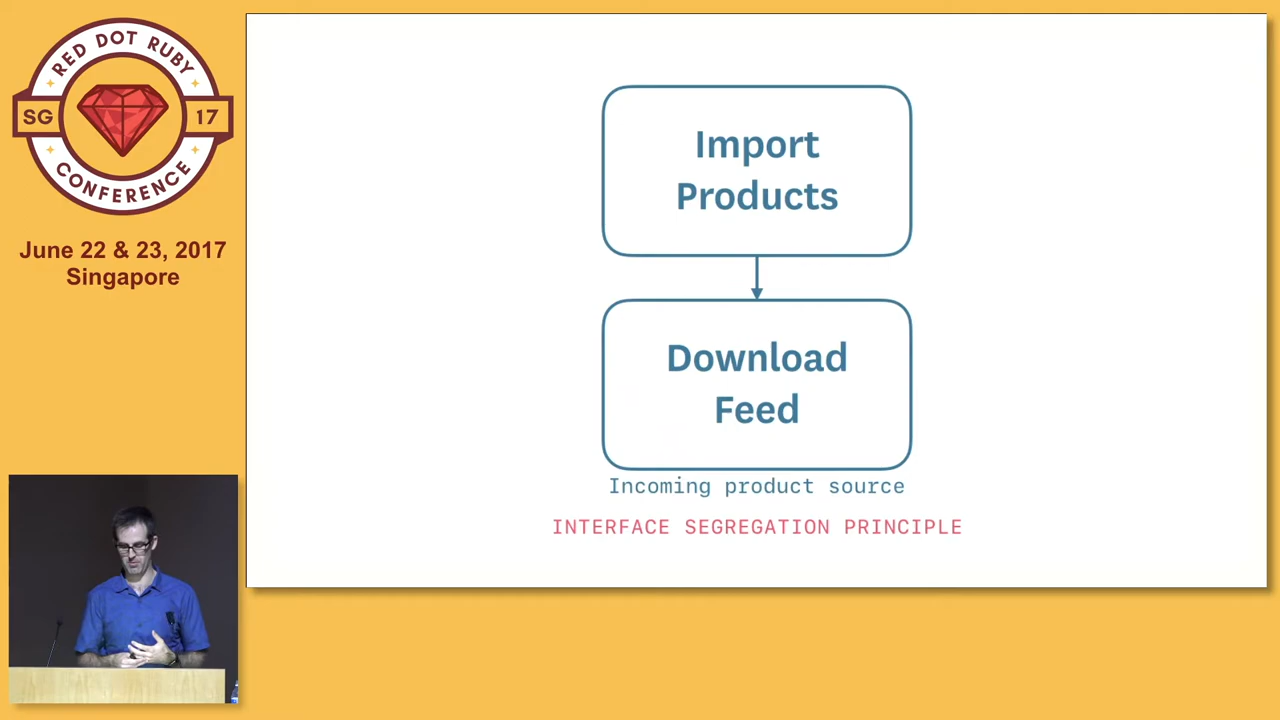 RED DOT RUBY
SG
17
CONFERENCE
June 22 & 23, 2017
Singapore
Import
Products
Download
Feed
Incoming product source
INTERFACE SEGREGATION PRINCIPLE